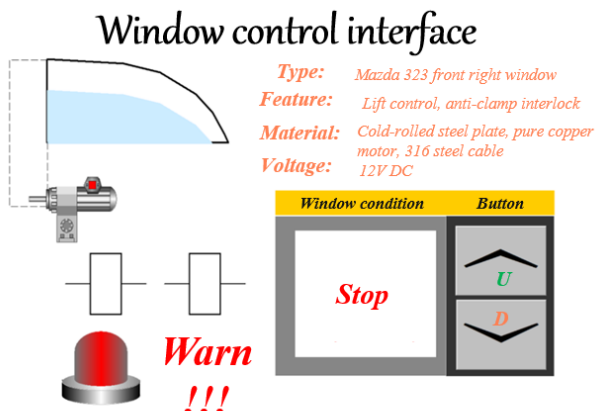 Window control interface
Type: Mazda 323 front right window
Feature: Lift control, anti-clamp interlock
Material: Cold-rolled steel plate, pure copper
motor, 316 steel cable
Voltage: 12V DC
Window condition Button
Stop
U
D
Warn
!!!